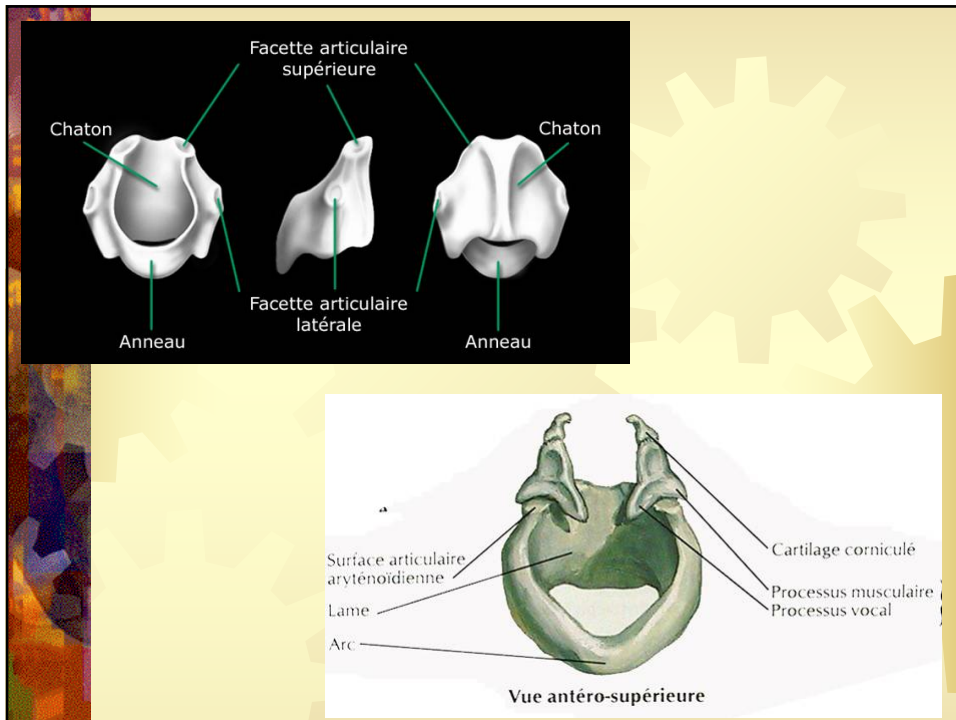 Facette articulaire
supérieure
Chaton
Chaton
Facette articulaire
latérale
Anneau
Anneau
Surface articulaire
aryténoïdienne
Lame
Arc
Cartilage corniculé
Processus musculaire
Processus vocal
Vue antéro-supérieure